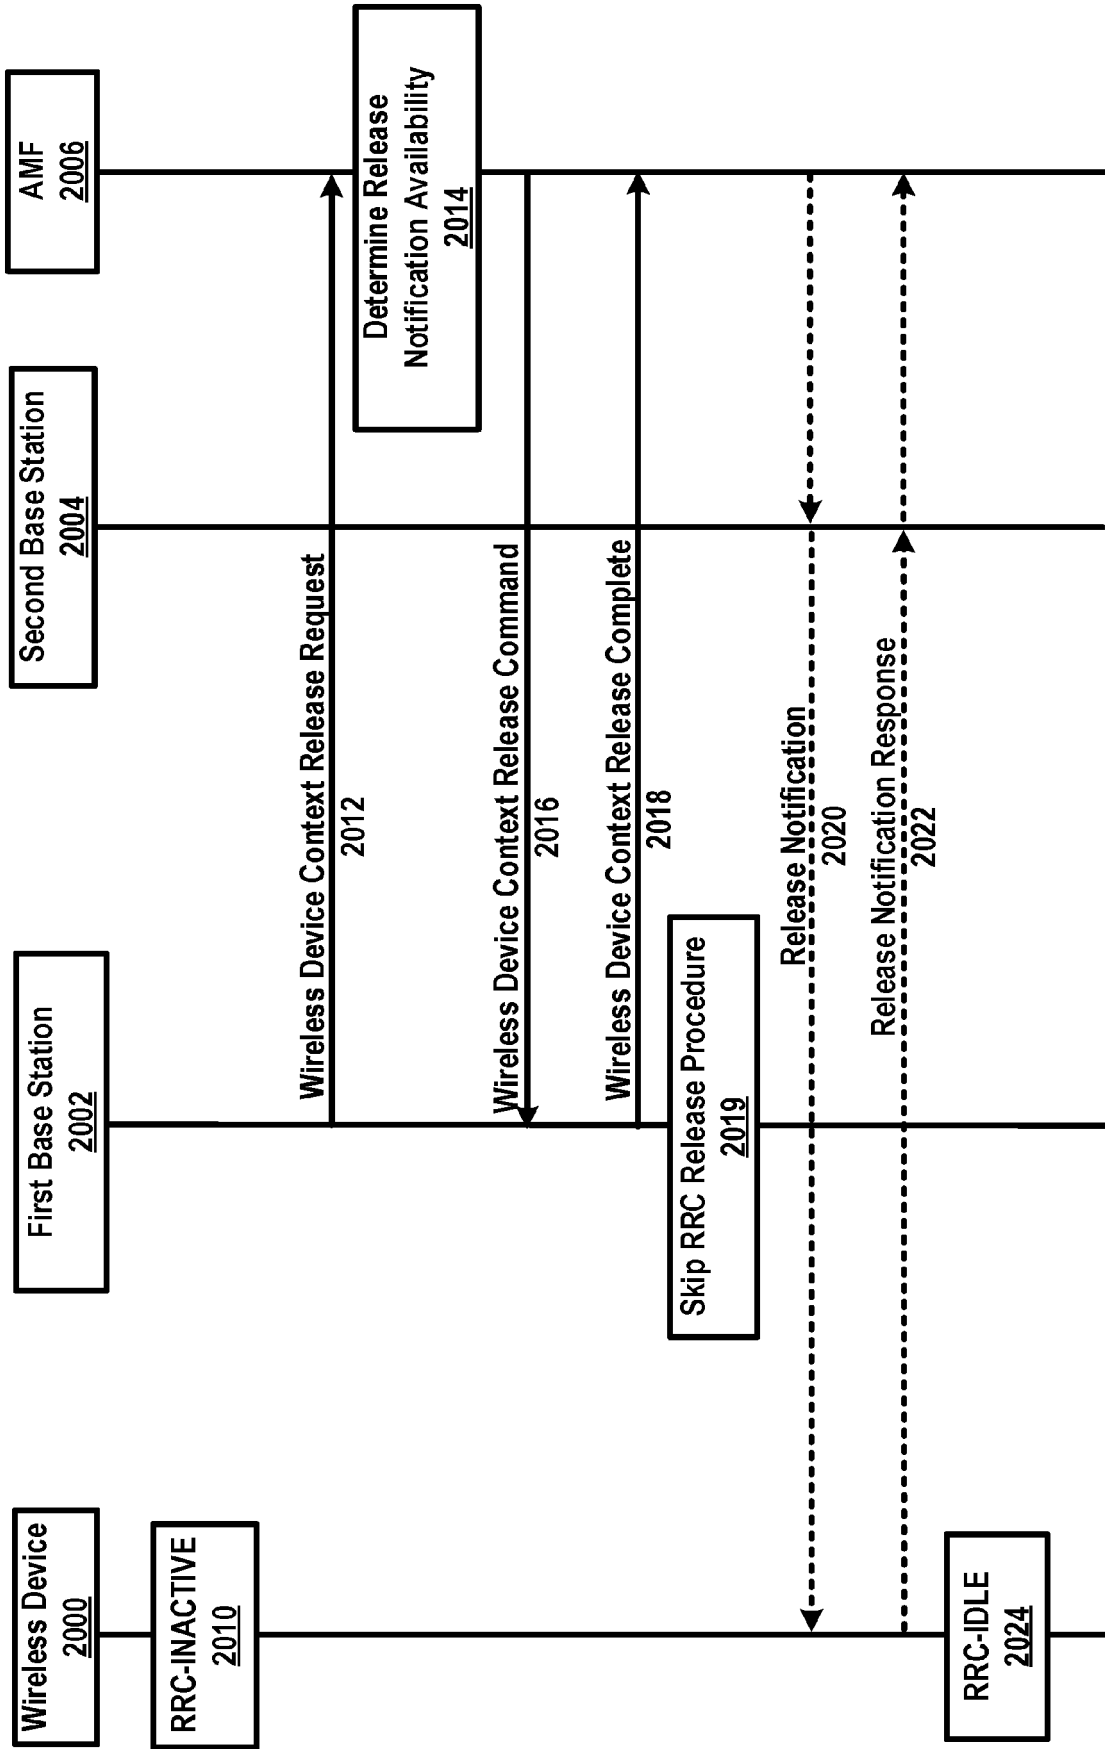 Wireless Device
2000
First Base Station
2002
Second Base Station
2004
AMF
2006
RRC-INACTIVE
2010
Wireless Device Context Release Request
2012
Determine Release
Notification Availability
2014
Wireless Device Context Release Command
2016
Wireless Device Context Release Complete
2018
Skip RRC Release Procedure
2019
Release Notification
2020
Release Notification Response
2022
RRC-IDLE
2024